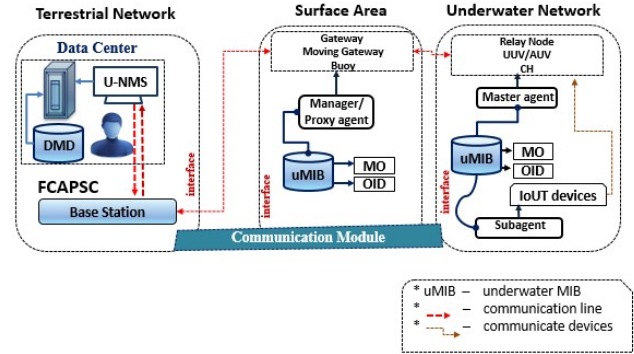 Terrestrial Network
Data Center
U-NMS
DMD
FCAPSC
Base Station
interface
Surface Area
Gateway
Moving Gateway
Buoy
Manager/
Proxy agent
uMIB
MO
OID
interface
Underwater Network
Relay Node
UUV/AUV
CH
Master agent
uMIB
MO
OID
IoUT devices
Subagent
interface
Communication Module
* uMIB – underwater MIB
* – communication line
* – communicate devices